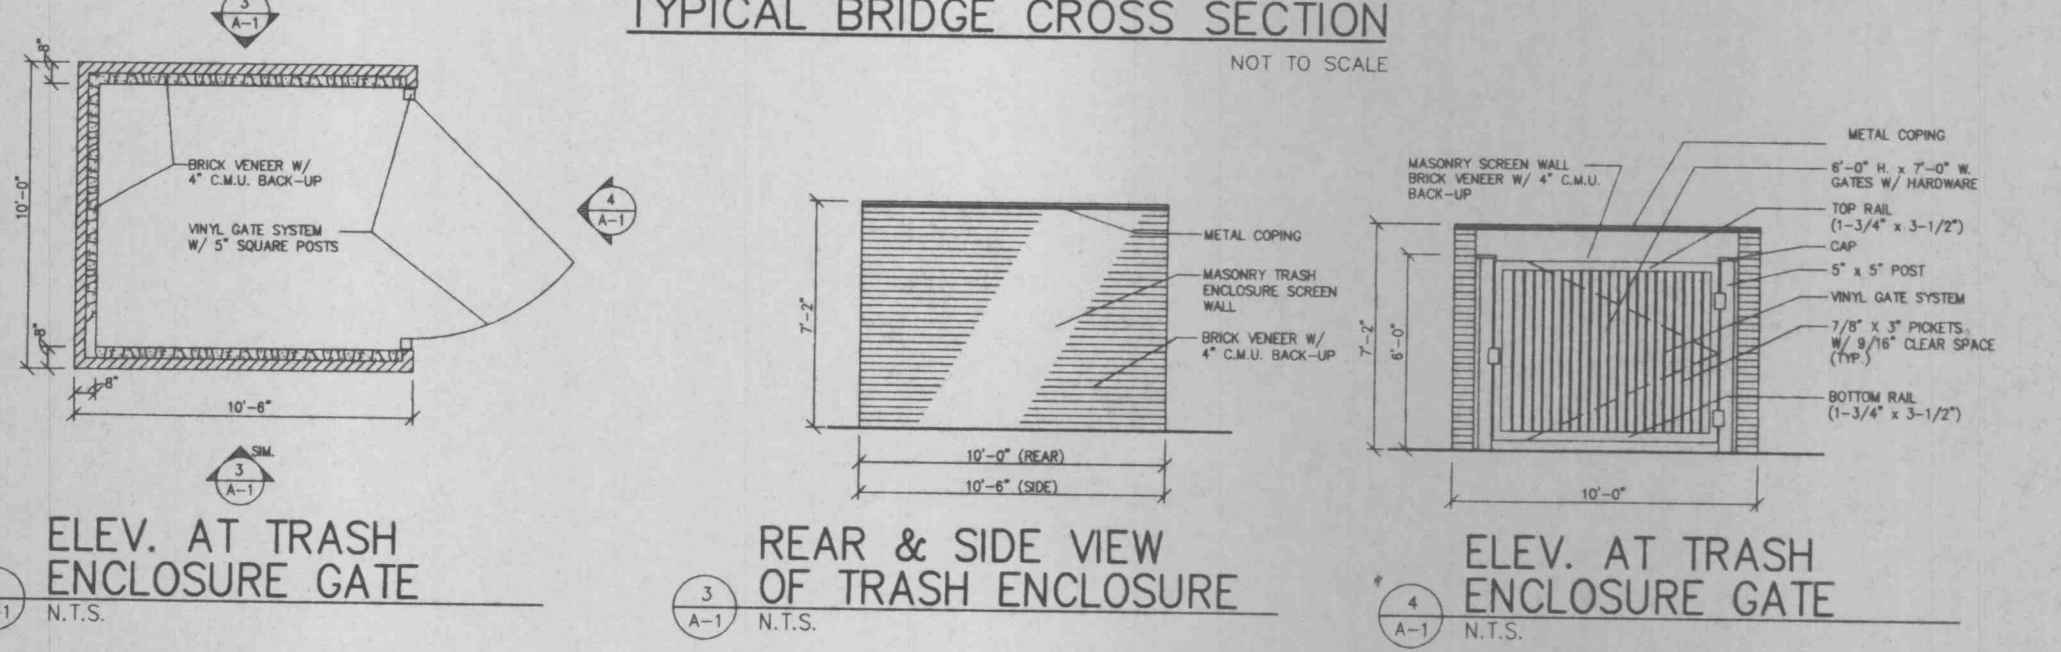 TYPICAL BRIDGE CROSS SECTION
NOT TO SCALE
3
A-1
8"
10'-0"
8"
BRICK VENEER W/
4" C.M.U. BACK-UP
VINYL GATE SYSTEM
W/ 5" SQUARE POSTS
4
A-1
8"
10'-6"
SIM.
3
A-1
ELEV. AT TRASH
ENCLOSURE GATE
N.T.S.
7'-2"
METAL COPING
MASONRY TRASH
ENCLOSURE SCREEN
WALL
BRICK VENEER W/
4" C.M.U. BACK-UP
10'-0" (REAR)
10'-6" (SIDE)
3
A-1
REAR & SIDE VIEW
OF TRASH ENCLOSURE
N.T.S.
MASONRY SCREEN WALL
BRICK VENEER W/ 4" C.M.U.
BACK-UP
METAL COPING
6'-0" H. x 7'-0" W.
GATES W/ HARDWARE
TOP RAIL
(1-3/4" x 3-1/2")
CAP
5" x 5" POST
VINYL GATE SYSTEM
7/8" X 3" PICKETS
W/ 9/16" CLEAR SPACE
(TYP.)
BOTTOM RAIL
(1-3/4" x 3-1/2")
7'-2"
6'-0"
10'-0"
4
A-1
ELEV. AT TRASH
ENCLOSURE GATE
N.T.S.